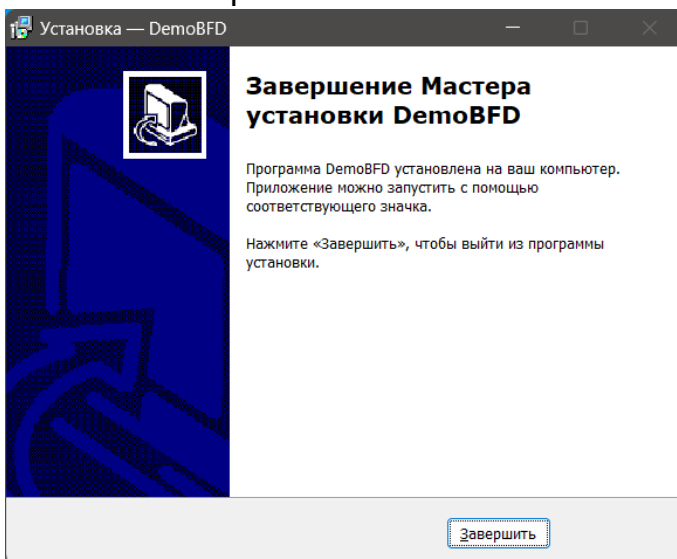 Установка — DemoBFD
Завершение Мастера
установки DemoBFD
Программа DemoBFD установлена на ваш компьютер.
Приложение можно запустить с помощью
соответствующего значка.
Нажмите «Завершить», чтобы выйти из программы
установки.
Завершить